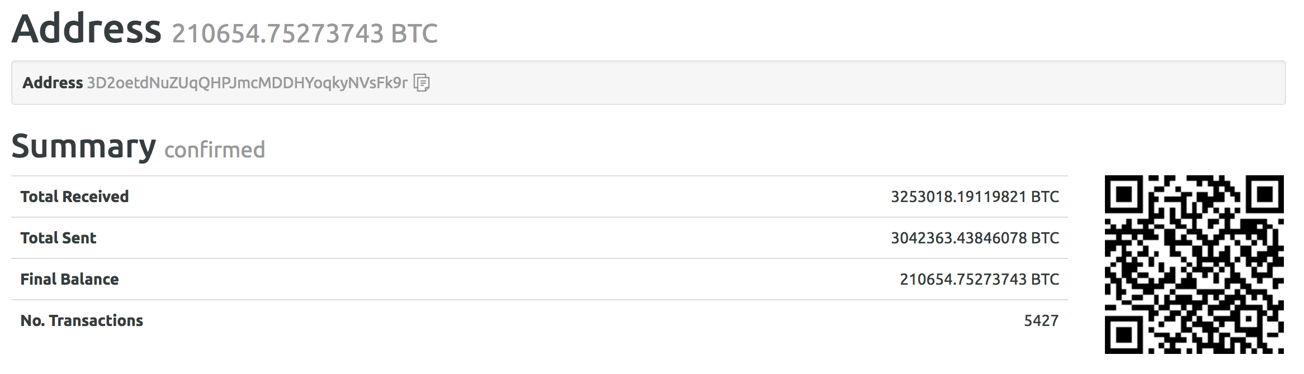 Address 210654.75273743 BTC
Address 3D2oetdNuZUqQHPJmcMDDHYoqkyNVsFk9r
Summary confirmed
Total Received 3253018.19119821 BTC
Total Sent 3042363.43846078 BTC
Final Balance 210654.75273743 BTC
No. Transactions 5427